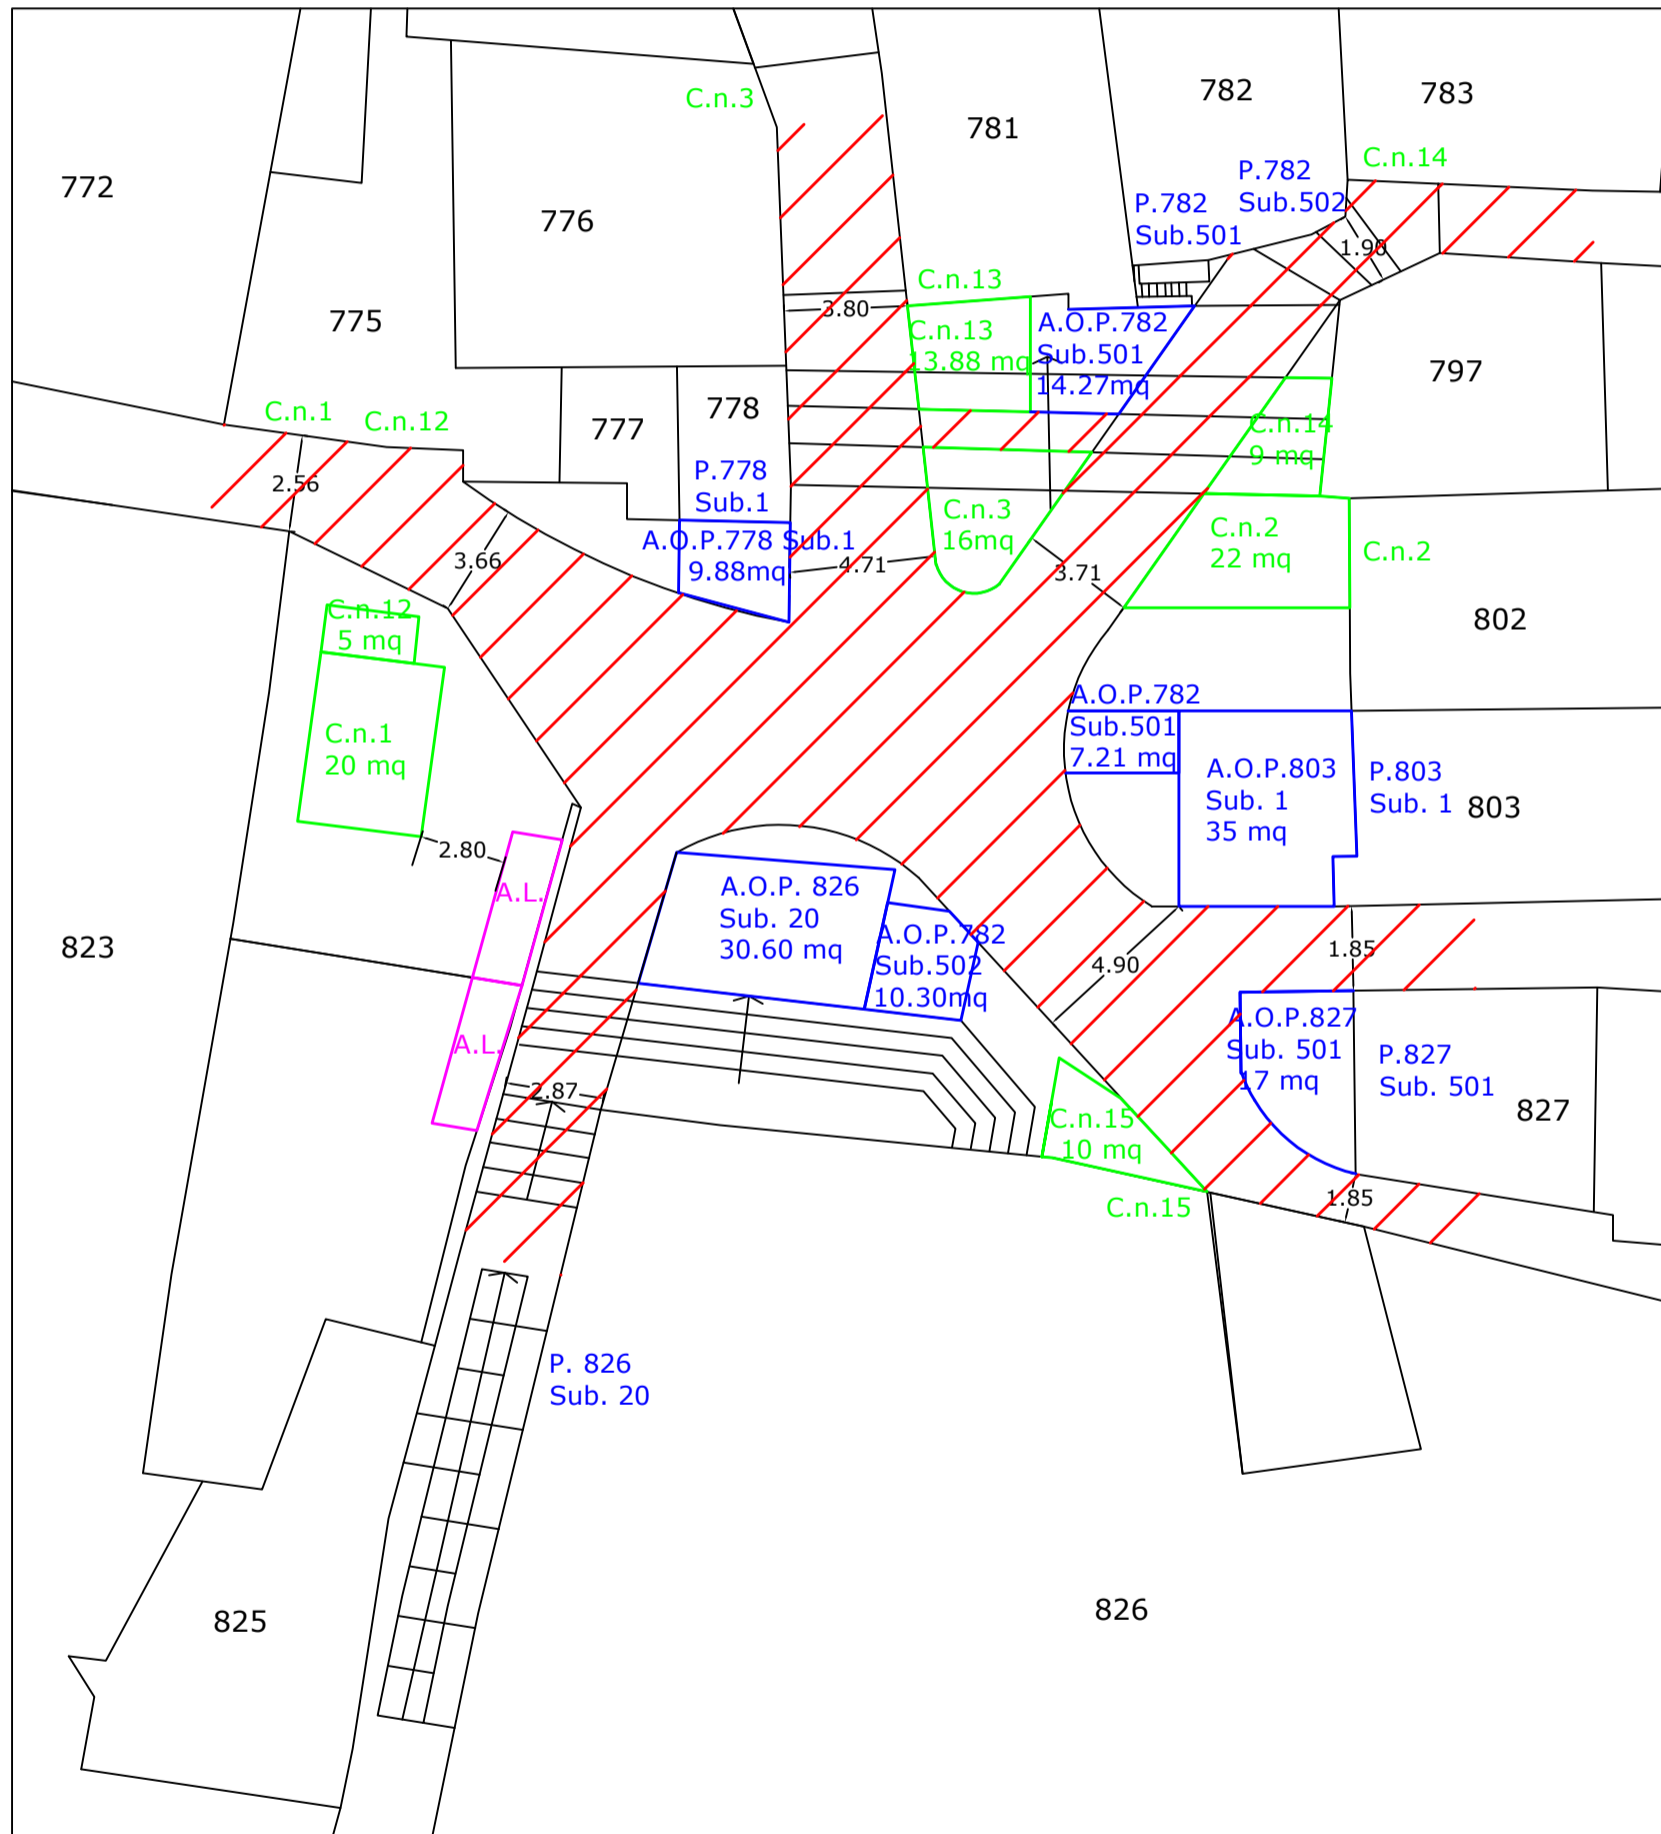 782
783
C.n.3
781
C.n.14
772
P.782
Sub.502
P.782
Sub.501
776
1.90
C.n.13
3.80
775
C.n.13
13.88 mq
A.O.P.782
Sub.501
14.27mq
797
C.n.1
C.n.12
778
777
C.n.14
9 mq
P.778
Sub.1
2.56
C.n.3
16mq
C.n.2
22 mq
C.n.2
A.O.P.778 Sub.1
9.88mq
3.66
4.71
3.71
C.n.12
5 mq
802
A.O.P.782
Sub.501
7.21 mq
C.n.1
20 mq
A.O.P.803
Sub. 1
35 mq
P.803
Sub. 1
803
2.80
A.L.
A.O.P. 826
Sub. 20
30.60 mq
A.O.P.782
Sub.502
10.30mq
823
4.90
1.85
A.L.
A.O.P.827
Sub. 501
17 mq
P.827
Sub. 501
827
2.87
C.n.15
10 mq
C.n.15
1.85
P. 826
Sub. 20
825
826